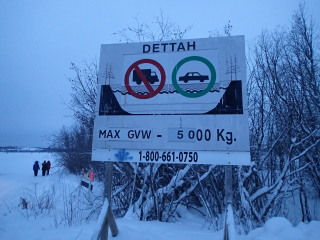 DETTAH
MAX GVW - 5 000 Kg.
1-800-661-0750